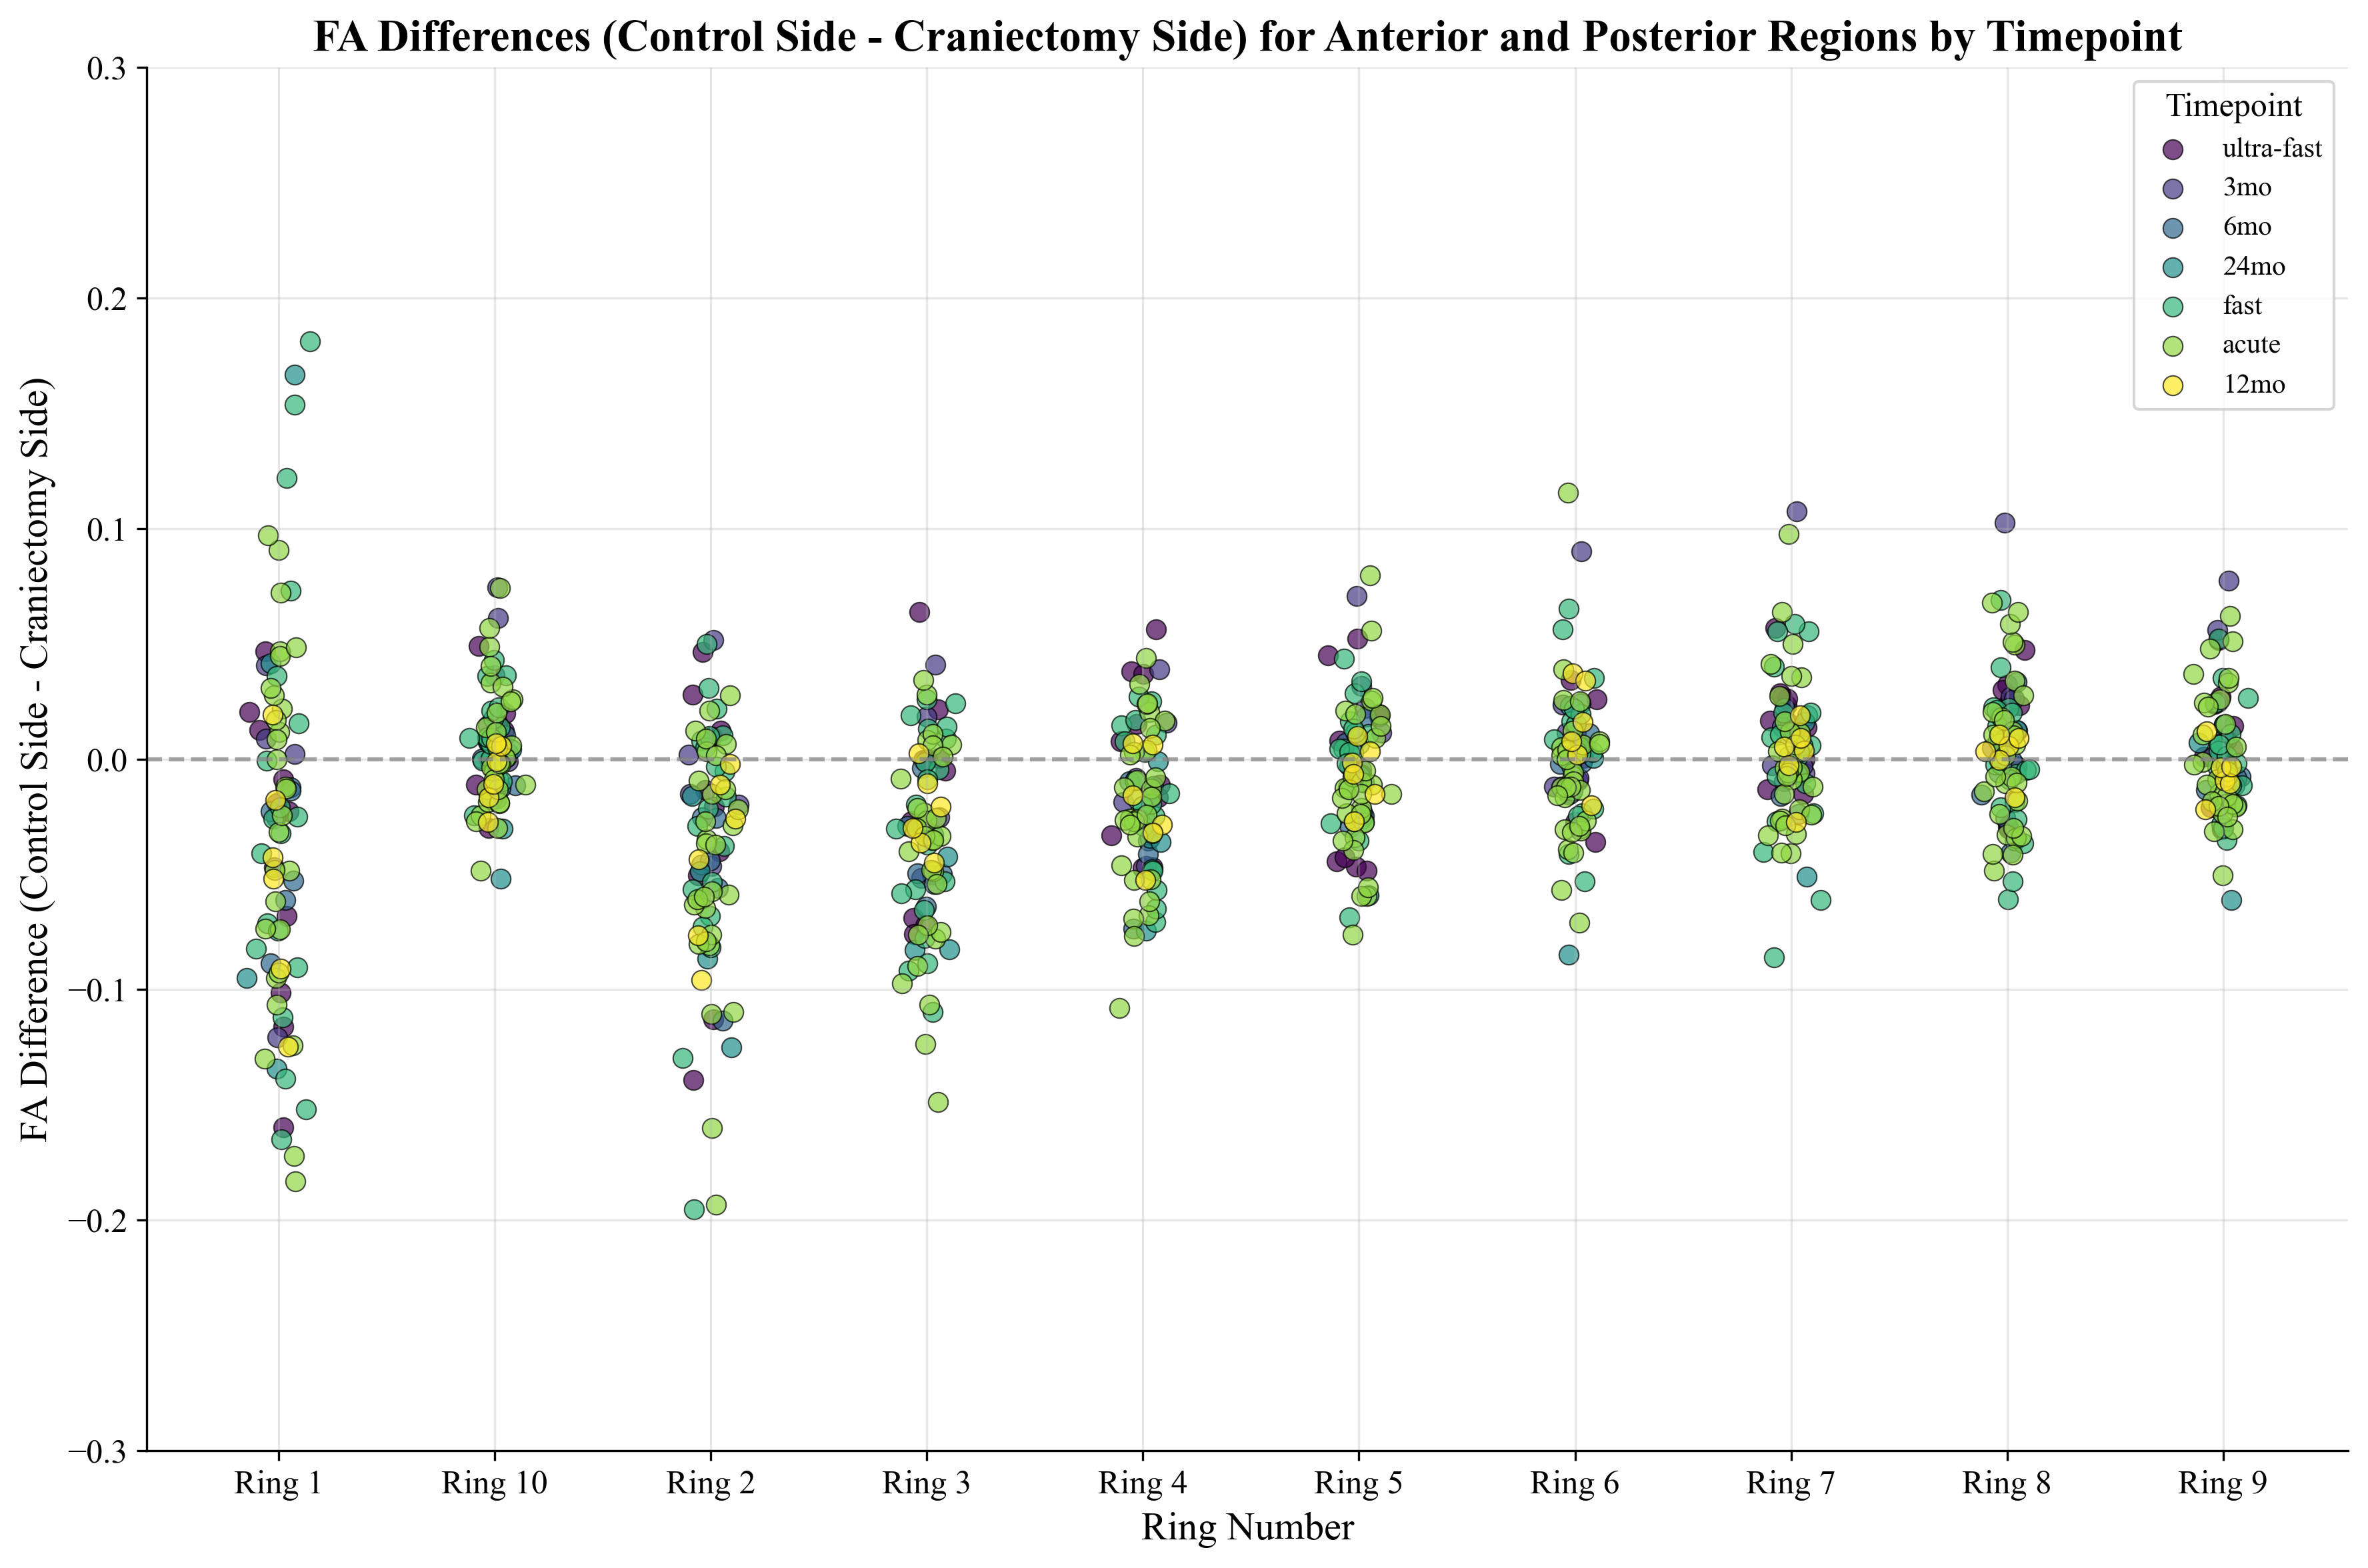 FA Differences (Control Side - Craniectomy Side) for Anterior and Posterior Regions by Timepoint
FA Difference (Control Side - Craniectomy Side)
0.3
0.2
0.1
0.0
−0.1
−0.2
−0.3
Timepoint
ultra-fast
3mo
6mo
24mo
fast
acute
12mo
Ring 1 Ring 10 Ring 2 Ring 3 Ring 4 Ring 5 Ring 6 Ring 7 Ring 8 Ring 9
Ring Number